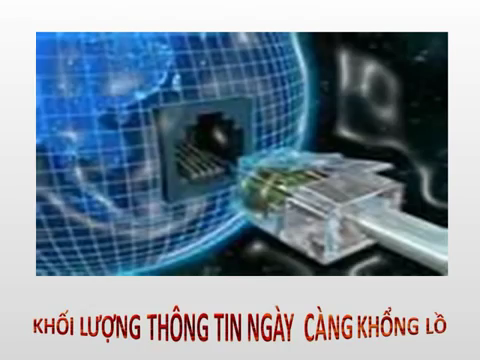 KHỐI LƯỢNG THÔNG TIN NGÀY CÀNG KHỔNG LỒ